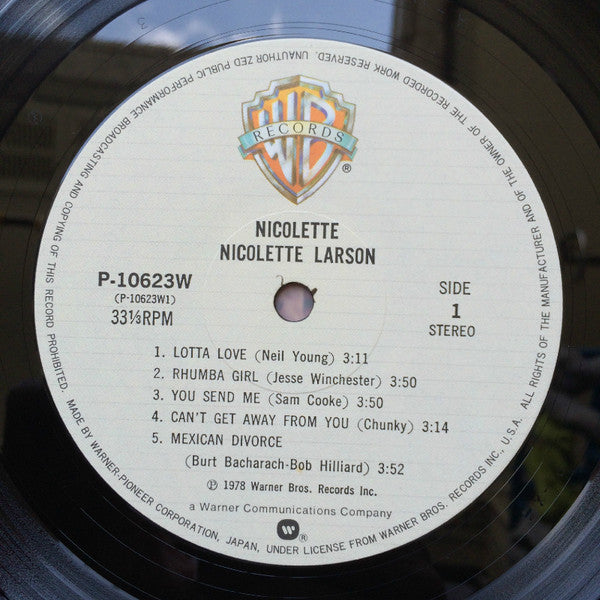 WB
RECORDS
®
NICOLETTE
NICOLETTE LARSON
P-10623W
(P-10623W1)
33⅓RPM
SIDE
1
STEREO
1. LOTTA LOVE (Neil Young) 3:11
2. RHUMBA GIRL (Jesse Winchester) 3:50
3. YOU SEND ME (Sam Cooke) 3:50
4. CAN'T GET AWAY FROM YOU (Chunky) 3:14
5. MEXICAN DIVORCE
(Burt Bacharach-Bob Hilliard) 3:52
Ⓟ 1978 Warner Bros. Records Inc.
a Warner Communications Company
®
MADE BY WARNER-PIONEER CORPORATION, JAPAN, UNDER LICENSE FROM WARNER BROS. RECORDS INC., U.S.A. ALL RIGHTS OF THE MANUFACTURER AND OF THE OWNER OF THE RECORDED WORK RESERVED. UNAUTHORIZED PUBLIC PERFORMANCE BROADCASTING AND COPYING OF THIS RECORD PROHIBITED.